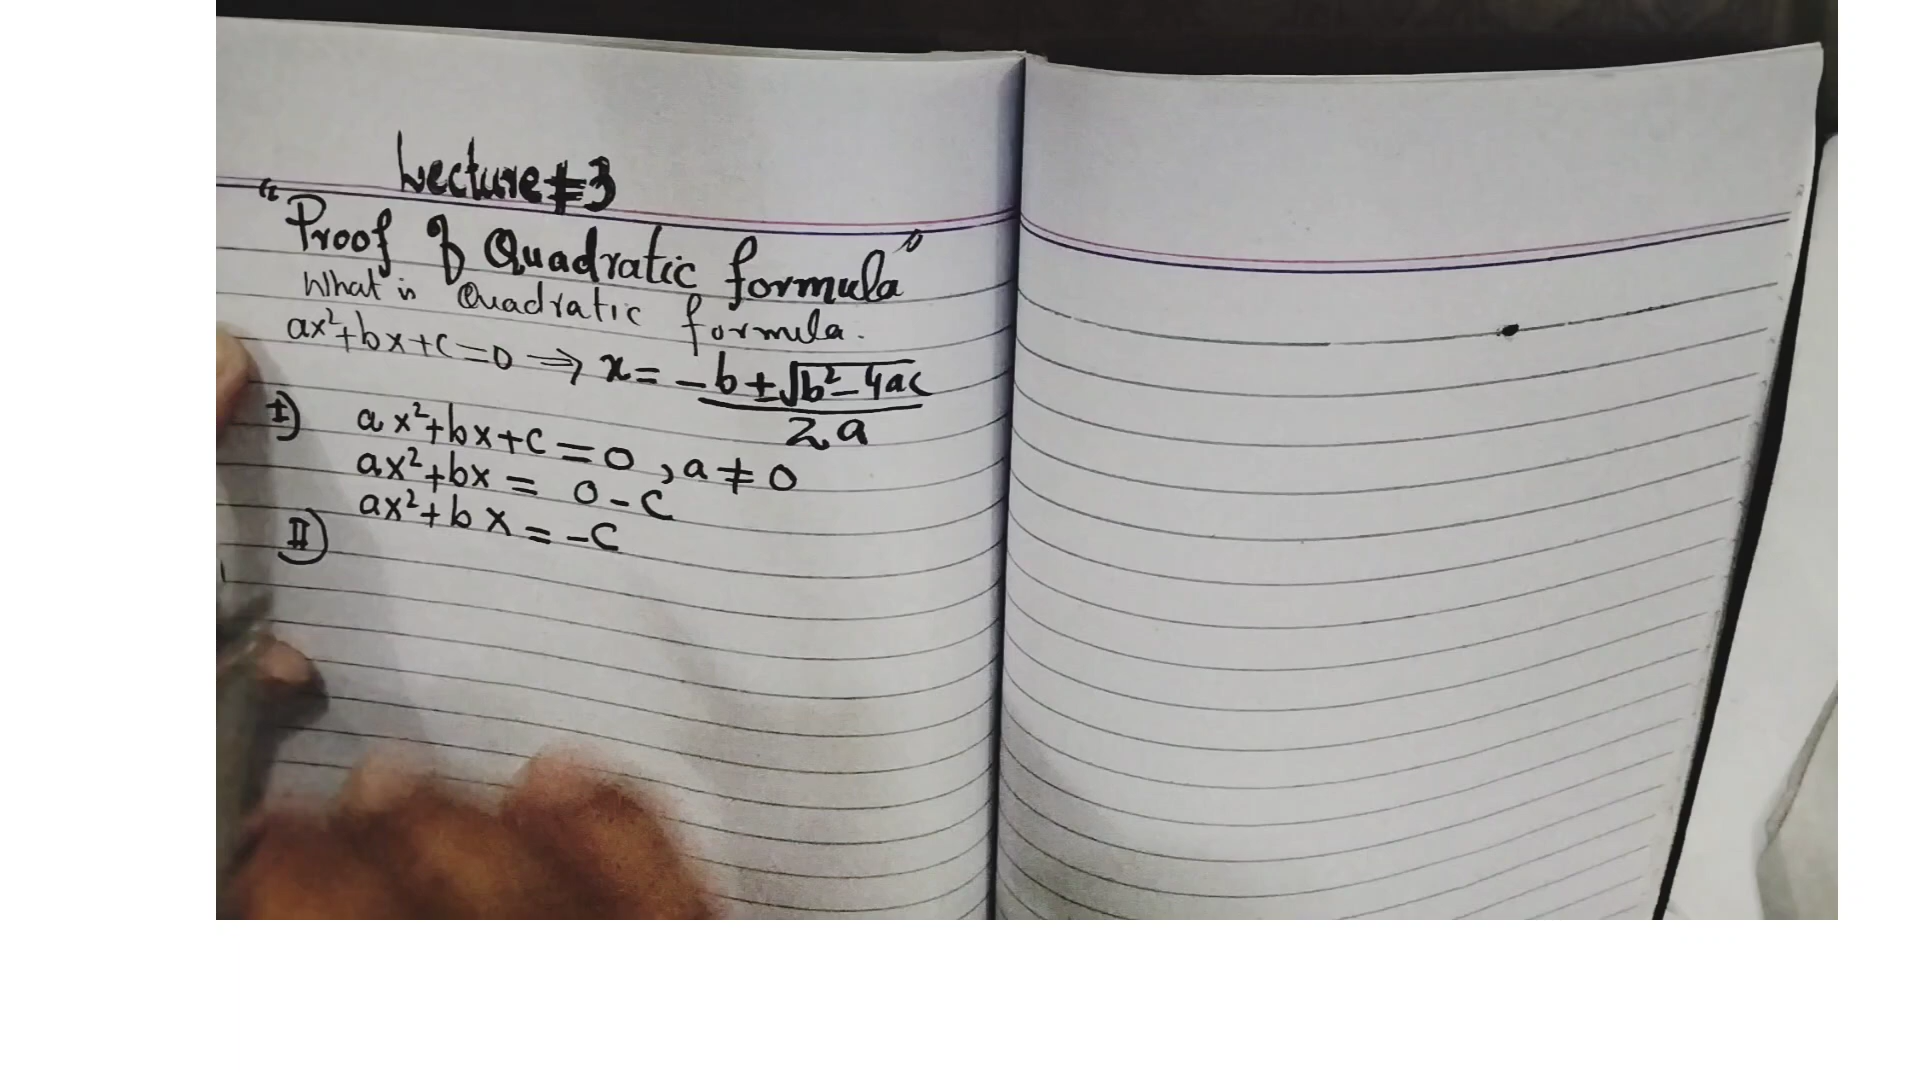 Lecture#3
"Proof of Quadratic formula"
What is Quadratic formula.
ax²+bx+c=0 ⇒ x = -b±√b²-4ac / 2a
I) ax²+bx+c=0, a≠0
ax²+bx = 0-c
ax²+bx = -c
II)